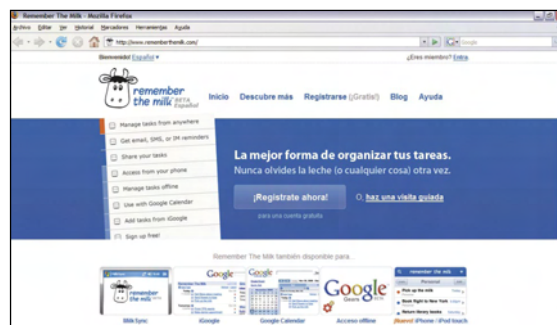 Remember The Milk - Mozilla Firefox
Archivo Editar Ver Historial Marcadores Herramientas Ayuda
http://www.rememberthemilk.com/
Google
Bienvenido! Español
¿Eres miembro? Entra.
remember the milk BETA Español
Inicio Descubre más Registrarse (¡Gratis!) Blog Ayuda
Manage tasks from anywhere
Get email, SMS, or IM reminders
Share your tasks
Access from your phone
Manage tasks offline
Use with Google Calendar
Add tasks from iGoogle
Sign up free!
La mejor forma de organizar tus tareas.
Nunca olvides la leche (o cualquier cosa) otra vez.
¡Regístrate ahora!
O, haz una visita guiada
para una cuenta gratuita
Remember The Milk también disponible para...
remember the milk
Google
Google
Google
Gears
remember the milk
Personal
Pick up the milk
Book flight to New York
Return library books
MilkSync
iGoogle
Google Calendar
Acceso offline
¡Nuevo! iPhone / iPod touch